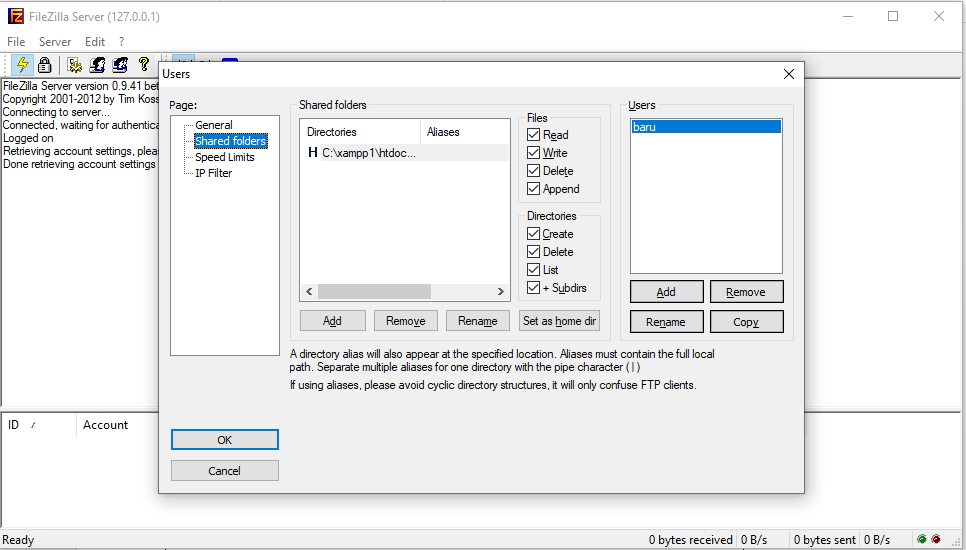 FileZilla Server (127.0.0.1)
File Server Edit ?
FileZilla Server version 0.9.41 bet
Copyright 2001-2012 by Tim Koss
Connecting to server...
Connected, waiting for authentica
Logged on
Retrieving account settings, pleas
Done retrieving account settings
Users
Page:
General
Shared folders
Speed Limits
IP Filter
Shared folders
Directories Aliases
H C:\xampp1\htdoc...
Files
Read
Write
Delete
Append
Directories
Create
Delete
List
+ Subdirs
Add Remove Rename Set as home dir
Users
baru
Add Remove
Rename Copy
A directory alias will also appear at the specified location. Aliases must contain the full local
path. Separate multiple aliases for one directory with the pipe character (|)
If using aliases, please avoid cyclic directory structures, it will only confuse FTP clients.
OK
Cancel
ID / Account
Ready 0 bytes received 0 B/s 0 bytes sent 0 B/s